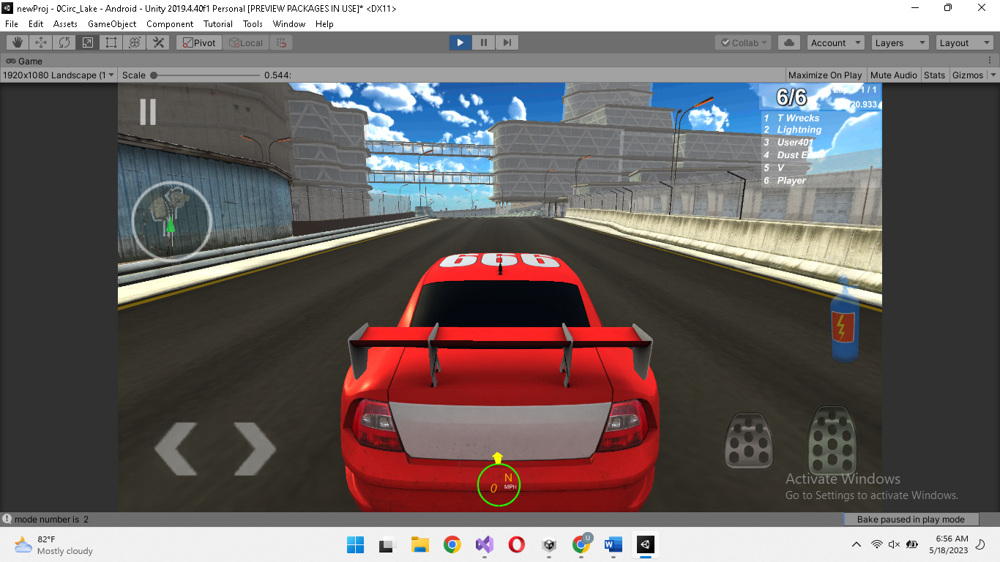 newProj - 0Circ_Lake - Android - Unity 2019.4.40f1 Personal [PREVIEW PACKAGES IN USE]* <DX11>
File Edit Assets GameObject Component Tutorial Tools Window Help
Pivot Local Collab Account Layers Layout
Game
1920x1080 Landscape (1 Scale 0.544: Maximize On Play Mute Audio Stats Gizmos
6/6 1 / 1
20.933
1 T Wrecks
2 Lightning
3 User401
4 Dust
5 V
6 Player
666
N
0 MPH
Activate Windows
Go to Settings to activate Windows.
mode number is 2 Bake paused in play mode
82°F
Mostly cloudy
U
W
6:56 AM
5/18/2023